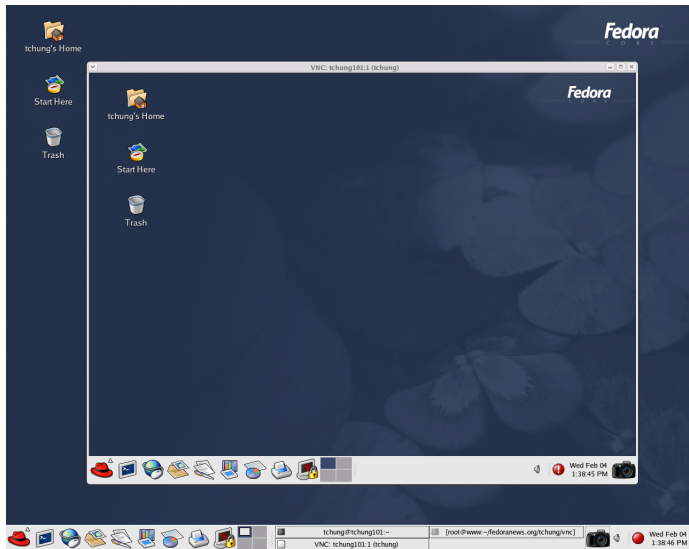 Fedora
CORE
tchung's Home
Start Here
Trash
VNC: tchung101:1 (tchung)
Fedora
CORE
tchung's Home
Start Here
Trash
Wed Feb 04
1:38:45 PM
tchung@tchung101:~
[root@www:~/fedoranews.org/tchung/vnc]
VNC: tchung101:1 (tchung)
Wed Feb 04
1:38:46 PM